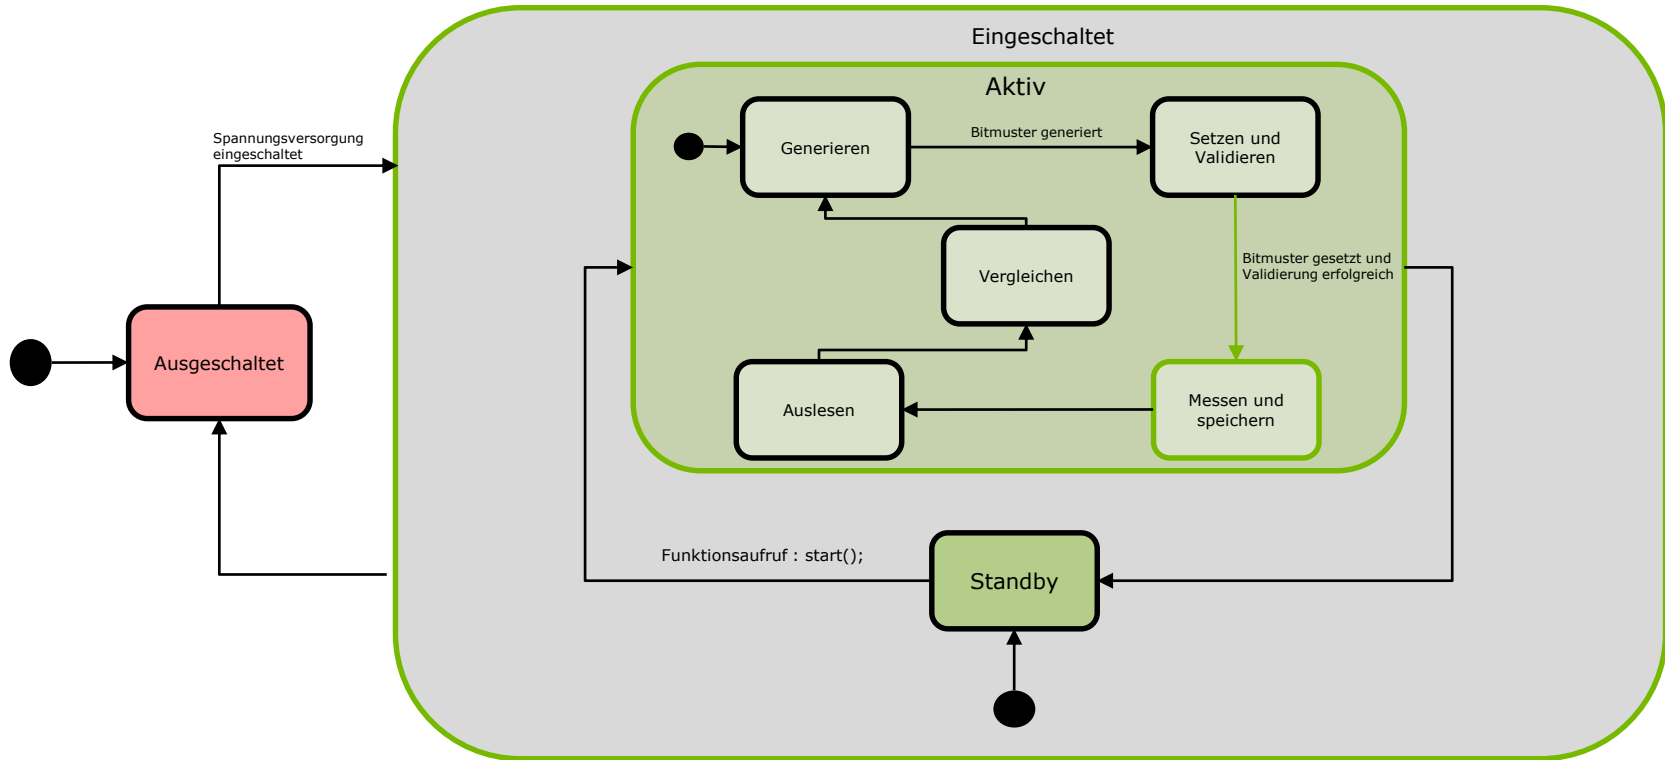 Eingeschaltet
Aktiv
Spannungsversorgung
eingeschaltet
Generieren
Bitmuster generiert
Setzen und
Validieren
Vergleichen
Bitmuster gesetzt und
Validierung erfolgreich
Ausgeschaltet
Auslesen
Messen und
speichern
Funktionsaufruf : start();
Standby